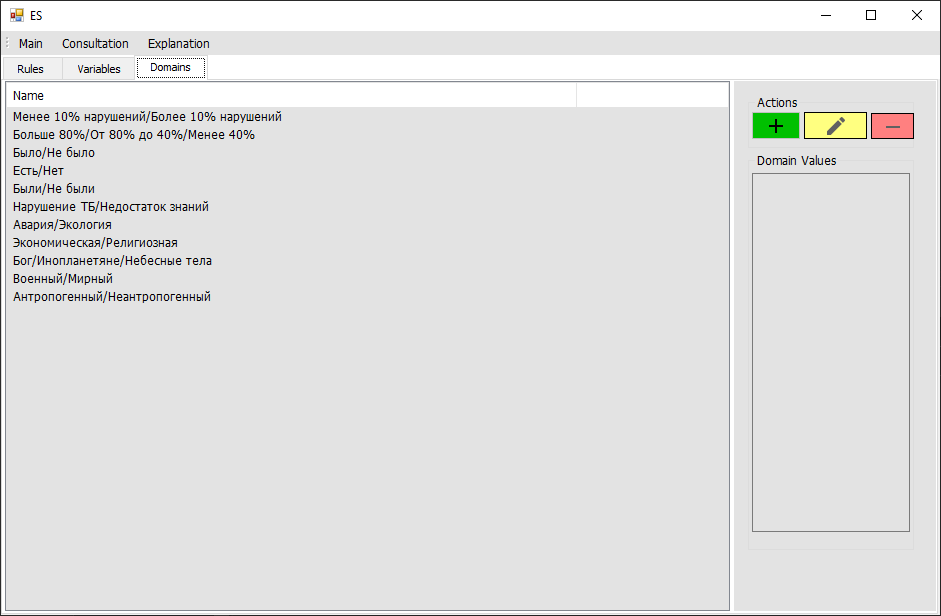 ES
Main Consultation Explanation
Rules Variables Domains
Name
Менее 10% нарушений/Более 10% нарушений
Больше 80%/От 80% до 40%/Менее 40%
Было/Не было
Есть/Нет
Были/Не были
Нарушение ТБ/Недостаток знаний
Авария/Экология
Экономическая/Религиозная
Бог/Инопланетяне/Небесные тела
Военный/Мирный
Антропогенный/Неантропогенный
Actions
Domain Values